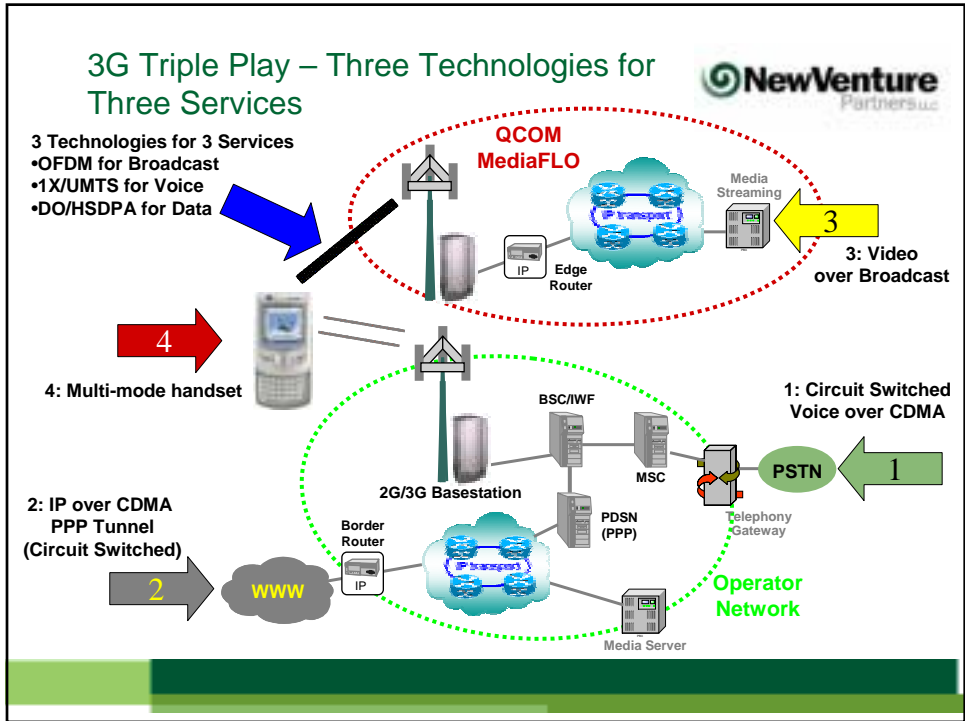 3G Triple Play – Three Technologies for
Three Services
NewVenture
Partners LLC
3 Technologies for 3 Services
•OFDM for Broadcast
•1X/UMTS for Voice
•DO/HSDPA for Data
QCOM
MediaFLO
Media
Streaming
IP transport
3
IP
Edge
Router
3: Video
over Broadcast
4
4: Multi-mode handset
1: Circuit Switched
Voice over CDMA
BSC/IWF
MSC
PSTN
1
2G/3G Basestation
Telephony
Gateway
2: IP over CDMA
PPP Tunnel
(Circuit Switched)
PDSN
(PPP)
Border
Router
IP transport
2
WWW
IP
Operator
Network
Media Server